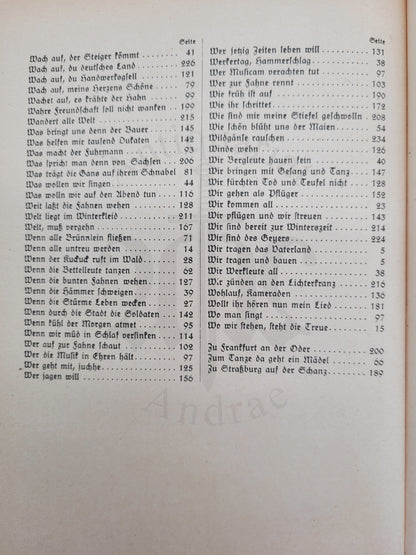 Seite
Wach auf, der Steiger kömmt . 41
Wach auf, du deutsches Land . 226
Wach auf, du Handwerksgsell . 121
Wach auf, meins Herzens Schöne 79
Wachet auf, es krähte der Hahn 99
Wahre Freundschaft soll nicht wanken . . 190
Wandert alle Welt . . . . 215
Was bringt uns denn der Bauer . 145
Was helfen mir tausend Dukaten . 142
Was macht der Fuhrmann . . 93
Was spricht man denn von Sachsen 206
Was trägt die Gans auf ihrem Schnabel 81
Was wollen wir singen . . . 44
Was wolln wir auf den Abend tun . 116
Weit laßt die Fahnen wehen . . 128
Welt liegt im Winterkleid . . 211
Welt, muß vergehn . . . . 167
Wenn alle Brünnlein fließen . . 71
Wenn alle untreu werden . . 14
Wenn der Kuckuck ruft im Wald . 28
Wenn die Bettelleute tanzen . . 62
Wenn die bunten Fahnen wehen . 127
Wenn die Hämmer schweigen . . 39
Wenn die Stürme Leben wecken . 27
Wenn durch die Stadt die Soldaten . 142
Wenn kühl der Morgen atmet . . 95
Wenn wir müd in Schlaf versinken . 114
Wer auf zur Fahne schaut . . 102
Wer die Musik in Ehren hält . . 97
Wer geht mit, juchhe . . . 125
Wer jagen will . . . . . 156
Seite
Wer jetzig Zeiten leben will . . 131
Werkertag, Hammerschlag . . 38
Wer Musicam verachten tut . . 97
Wer zur Fahne rennt . . . 103
Wie früh ist auf . . . . 199
Wie ihr schrittet . . . . 172
Wie sind mir meine Stiefel geschwolln . 208
Wie schön blüht uns der Maien . 54
Wildgänse rauschen . . . 234
Winde wehn . . . . . 126
Wir Bergleute hauen fein . . 40
Wir bringen mit Gesang und Tanz . 147
Wir fürchten Tod und Teufel nicht . 152
Wir gehen als Pflüger . . . 152
Wir kommen all . . . . 23
Wir pflügen und wir streuen . . 143
Wir sind bereit zur Winterszeit . 211
Wir sind des Geyers . . . 224
Wir tragen das Vaterland . . 5
Wir tragen und bauen . . . 5
Wir Werkleute all . . . . 38
Wir zünden an den Lichterkranz . 216
Wohlauf, Kameraden . . . 136
Wollt ihr hören nun mein Lied . 181
Wo man singt . . . . . 97
Wo wir stehen, steht die Treue . . 15
Zu Frankfurt an der Oder . . 200
Zum Tanze da geht ein Mädel . 66
Zu Straßburg auf der Schanz . . 189
Andrae